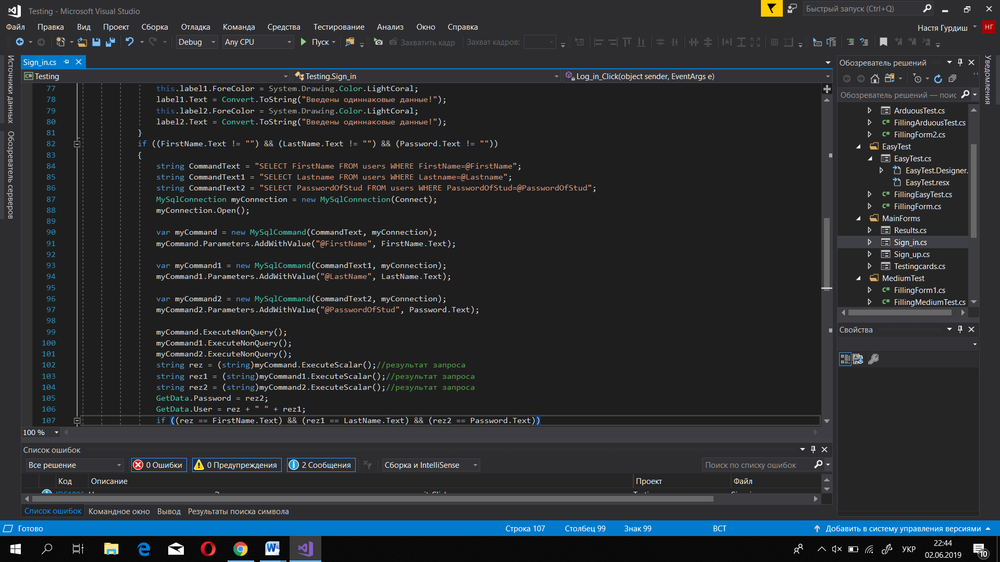 Testing - Microsoft Visual Studio
Быстрый запуск (Ctrl+Q)
Файл Правка Вид Проект Сборка Отладка Команда Средства Тестирование Анализ Окно Справка
Настя Гурдиш НГ
Debug Any CPU Пуск Захватить кадр Захват кадров:
Источники данных
Обозреватель серверов
Sign_in.cs
Testing Testing.Sign_in Log_in_Click(object sender, EventArgs e)
77 this.label1.ForeColor = System.Drawing.Color.LightCoral;
78 label1.Text = Convert.ToString("Введены одиннаковые данные!");
79 this.label2.ForeColor = System.Drawing.Color.LightCoral;
80 label2.Text = Convert.ToString("Введены одиннаковые данные!");
81 }
82 if ((FirstName.Text != "") && (LastName.Text != "") && (Password.Text != ""))
83 {
84 string CommandText = "SELECT FirstName FROM users WHERE FirstName=@FirstName";
85 string CommandText1 = "SELECT Lastname FROM users WHERE Lastname=@Lastname";
86 string CommandText2 = "SELECT PasswordOfStud FROM users WHERE PasswordOfStud=@PasswordOfStud";
87 MySqlConnection myConnection = new MySqlConnection(Connect);
88 myConnection.Open();
89
90 var myCommand = new MySqlCommand(CommandText, myConnection);
91 myCommand.Parameters.AddWithValue("@FirstName", FirstName.Text);
92
93 var myCommand1 = new MySqlCommand(CommandText1, myConnection);
94 myCommand1.Parameters.AddWithValue("@LastName", LastName.Text);
95
96 var myCommand2 = new MySqlCommand(CommandText2, myConnection);
97 myCommand2.Parameters.AddWithValue("@PasswordOfStud", Password.Text);
98
99 myCommand.ExecuteNonQuery();
100 myCommand1.ExecuteNonQuery();
101 myCommand2.ExecuteNonQuery();
102 string rez = (string)myCommand.ExecuteScalar();//результат запроса
103 string rez1 = (string)myCommand1.ExecuteScalar();//результат запроса
104 string rez2 = (string)myCommand2.ExecuteScalar();//результат запроса
105 GetData.Password = rez2;
106 GetData.User = rez + " " + rez1;
107 if ((rez == FirstName.Text) && (rez1 == LastName.Text) && (rez2 == Password.Text))
100 %
Обозреватель решений
Обозреватель решений — поис
ArduousTest.cs
FillingArduousTest.cs
FillingForm2.cs
EasyTest
EasyTest.cs
EasyTest.Designer.
EasyTest.resx
FillingEasyTest.cs
FillingForm.cs
MainForms
Results.cs
Sign_in.cs
Sign_up.cs
Testingcards.cs
MediumTest
FillingForm1.cs
FillingMediumTest.cs
Свойства
Уведомления
Список ошибок
Все решение 0 Ошибки 0 Предупреждения 2 Сообщения Сборка и IntelliSense Поиск по списку ошибок
Код Описание Проект Файл
Список ошибок Командное окно Вывод Результаты поиска символа
Готово Строка 107 Столбец 99 Знак 99 ВСТ Добавить в систему управления версиями
УКР 22:44
02.06.2019 10